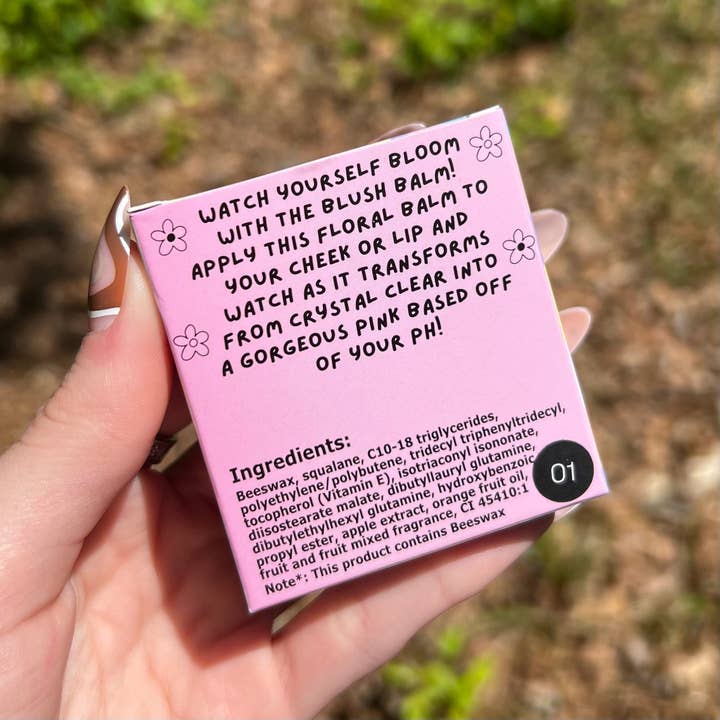 WATCH YOURSELF BLOOM
WITH THE BLUSH BALM!
APPLY THIS FLORAL BALM TO
YOUR CHEEK OR LIP AND
WATCH AS IT TRANSFORMS
FROM CRYSTAL CLEAR INTO
A GORGEOUS PINK BASED OFF
OF YOUR PH!
Ingredients:
Beeswax, squalane, C10-18 triglycerides,
polyethylene/polybutene, tridecyl triphenyltridecyl,
tocopherol (Vitamin E), isotriaconyl isononate,
diisostearate malate, dibutyllauryl glutamine,
dibutylethylhexyl glutamine, hydroxybenzoic
propyl ester, apple extract, orange fruit oil,
fruit and fruit mixed fragrance, CI 45410:1
Note*: This product contains Beeswax
01